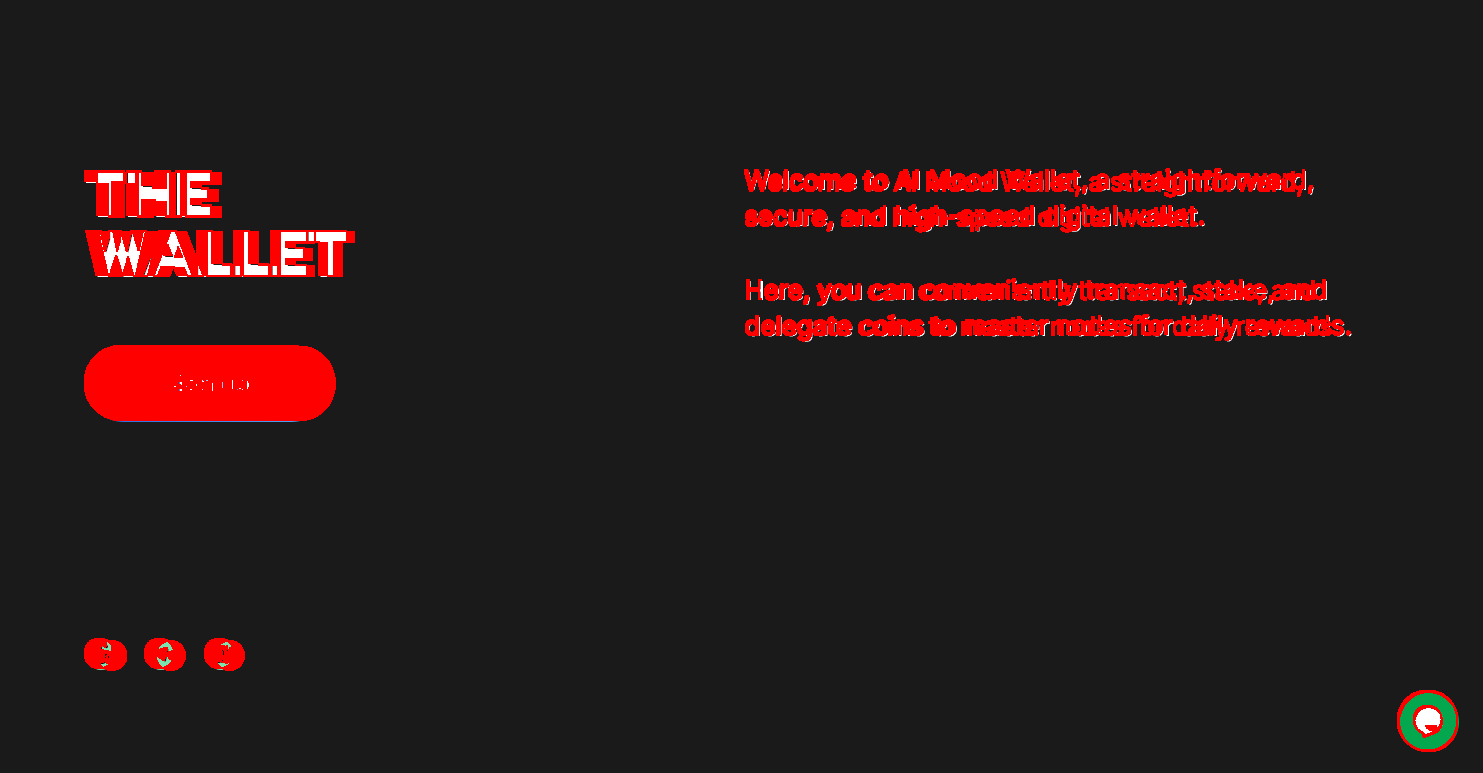 THE
WALLET
Welcome to AI Mood Wallet, a straightforward,
secure, and high-speed digital wallet.
Here, you can conveniently transact, stake, and
delegate coins to master nodes for daily rewards.